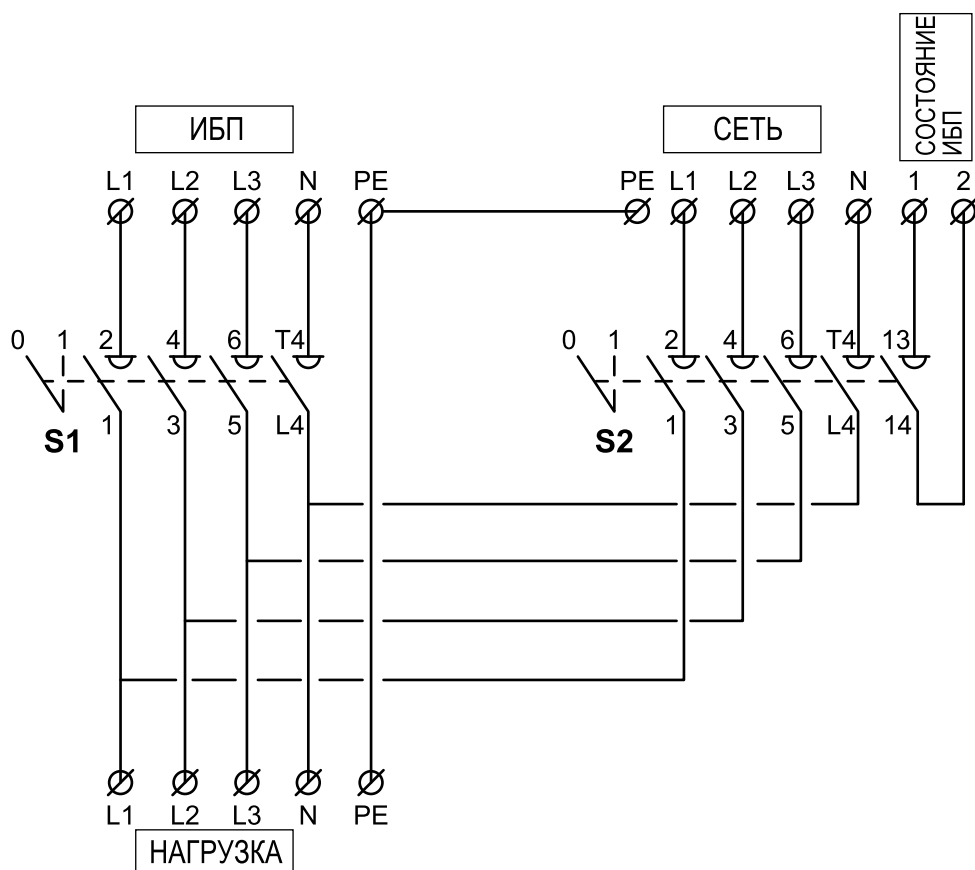 СОСТОЯНИЕ
ИБП
ИБП
СЕТЬ
L1 L2 L3 N PE PE L1 L2 L3 N 1 2
0 1 2 4 6 T4 0 1 2 4 6 T4 13
S1 1 3 5 L4 S2 1 3 5 L4 14
L1 L2 L3 N PE
НАГРУЗКА